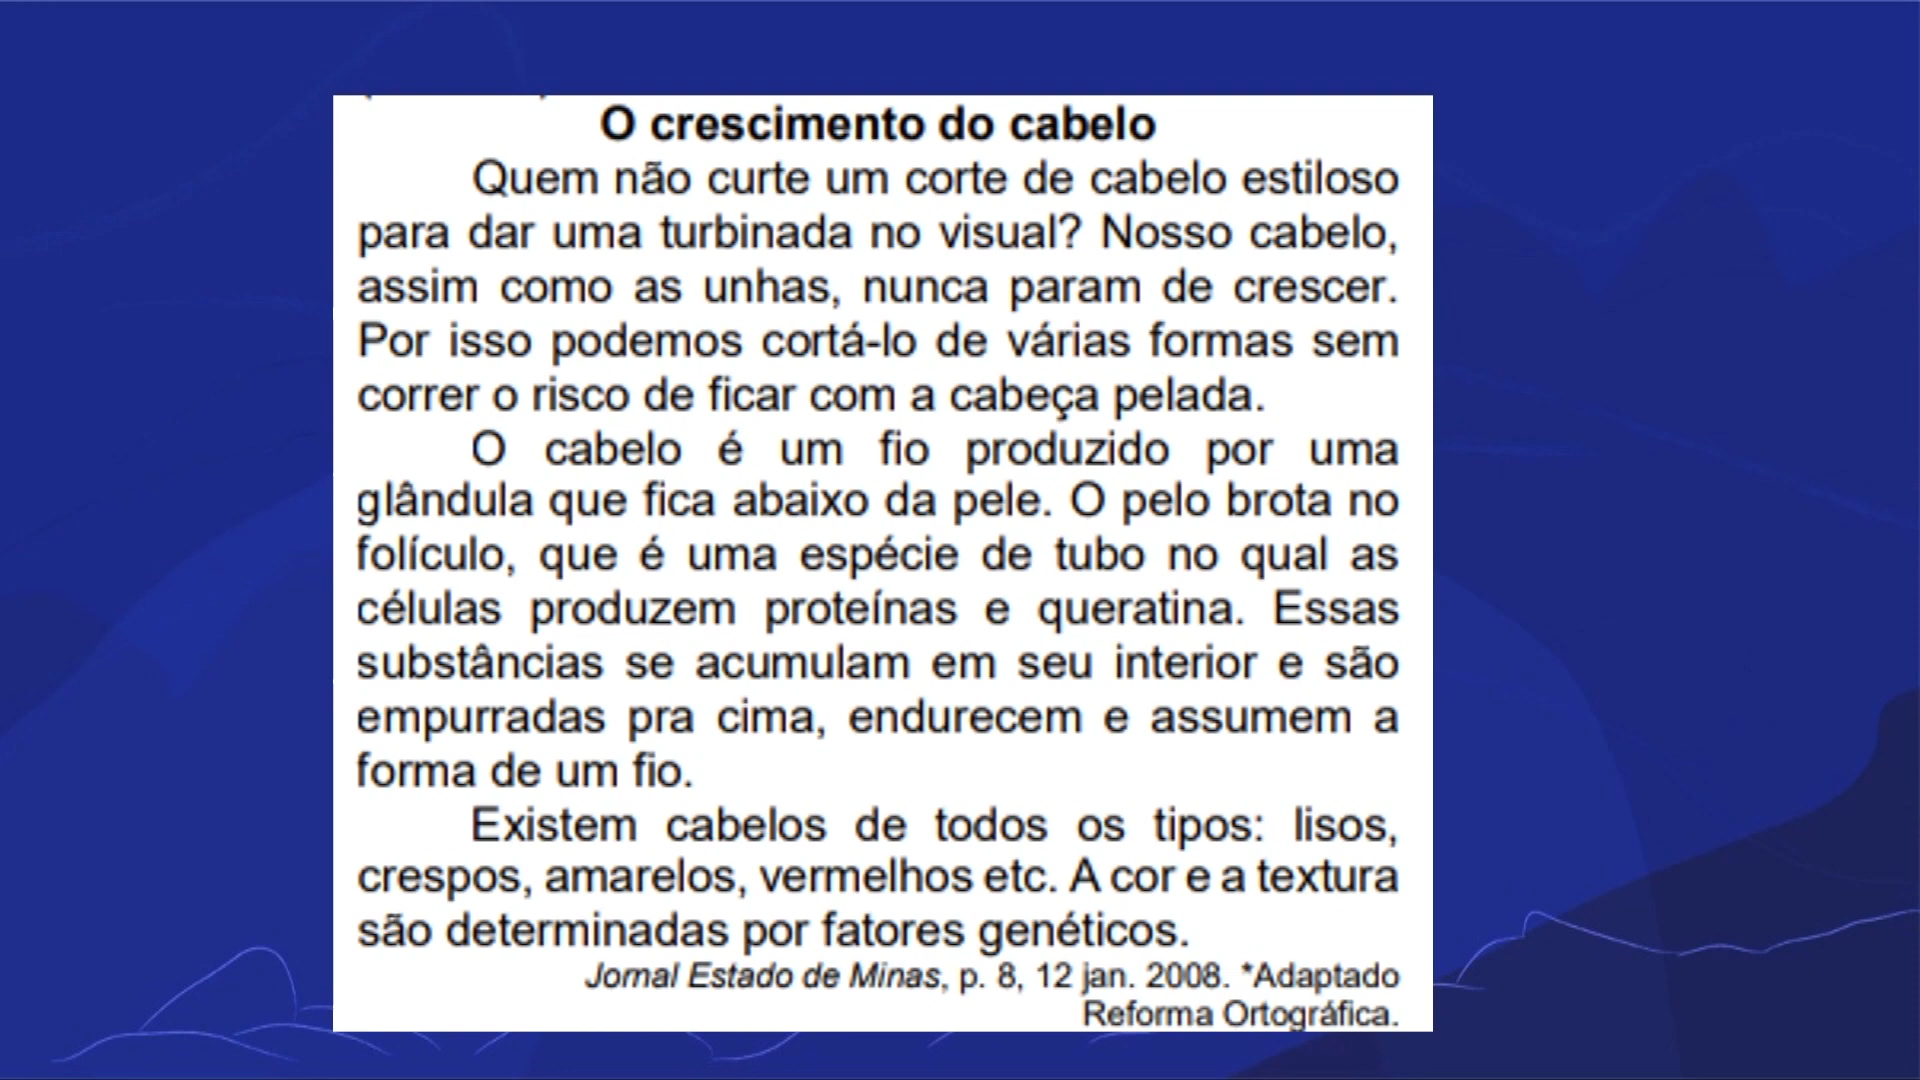 O crescimento do cabelo
Quem não curte um corte de cabelo estiloso
para dar uma turbinada no visual? Nosso cabelo,
assim como as unhas, nunca param de crescer.
Por isso podemos cortá-lo de várias formas sem
correr o risco de ficar com a cabeça pelada.
O cabelo é um fio produzido por uma
glândula que fica abaixo da pele. O pelo brota no
folículo, que é uma espécie de tubo no qual as
células produzem proteínas e queratina. Essas
substâncias se acumulam em seu interior e são
empurradas pra cima, endurecem e assumem a
forma de um fio.
Existem cabelos de todos os tipos: lisos,
crespos, amarelos, vermelhos etc. A cor e a textura
são determinadas por fatores genéticos.
Jornal Estado de Minas, p. 8, 12 jan. 2008. *Adaptado
Reforma Ortográfica.